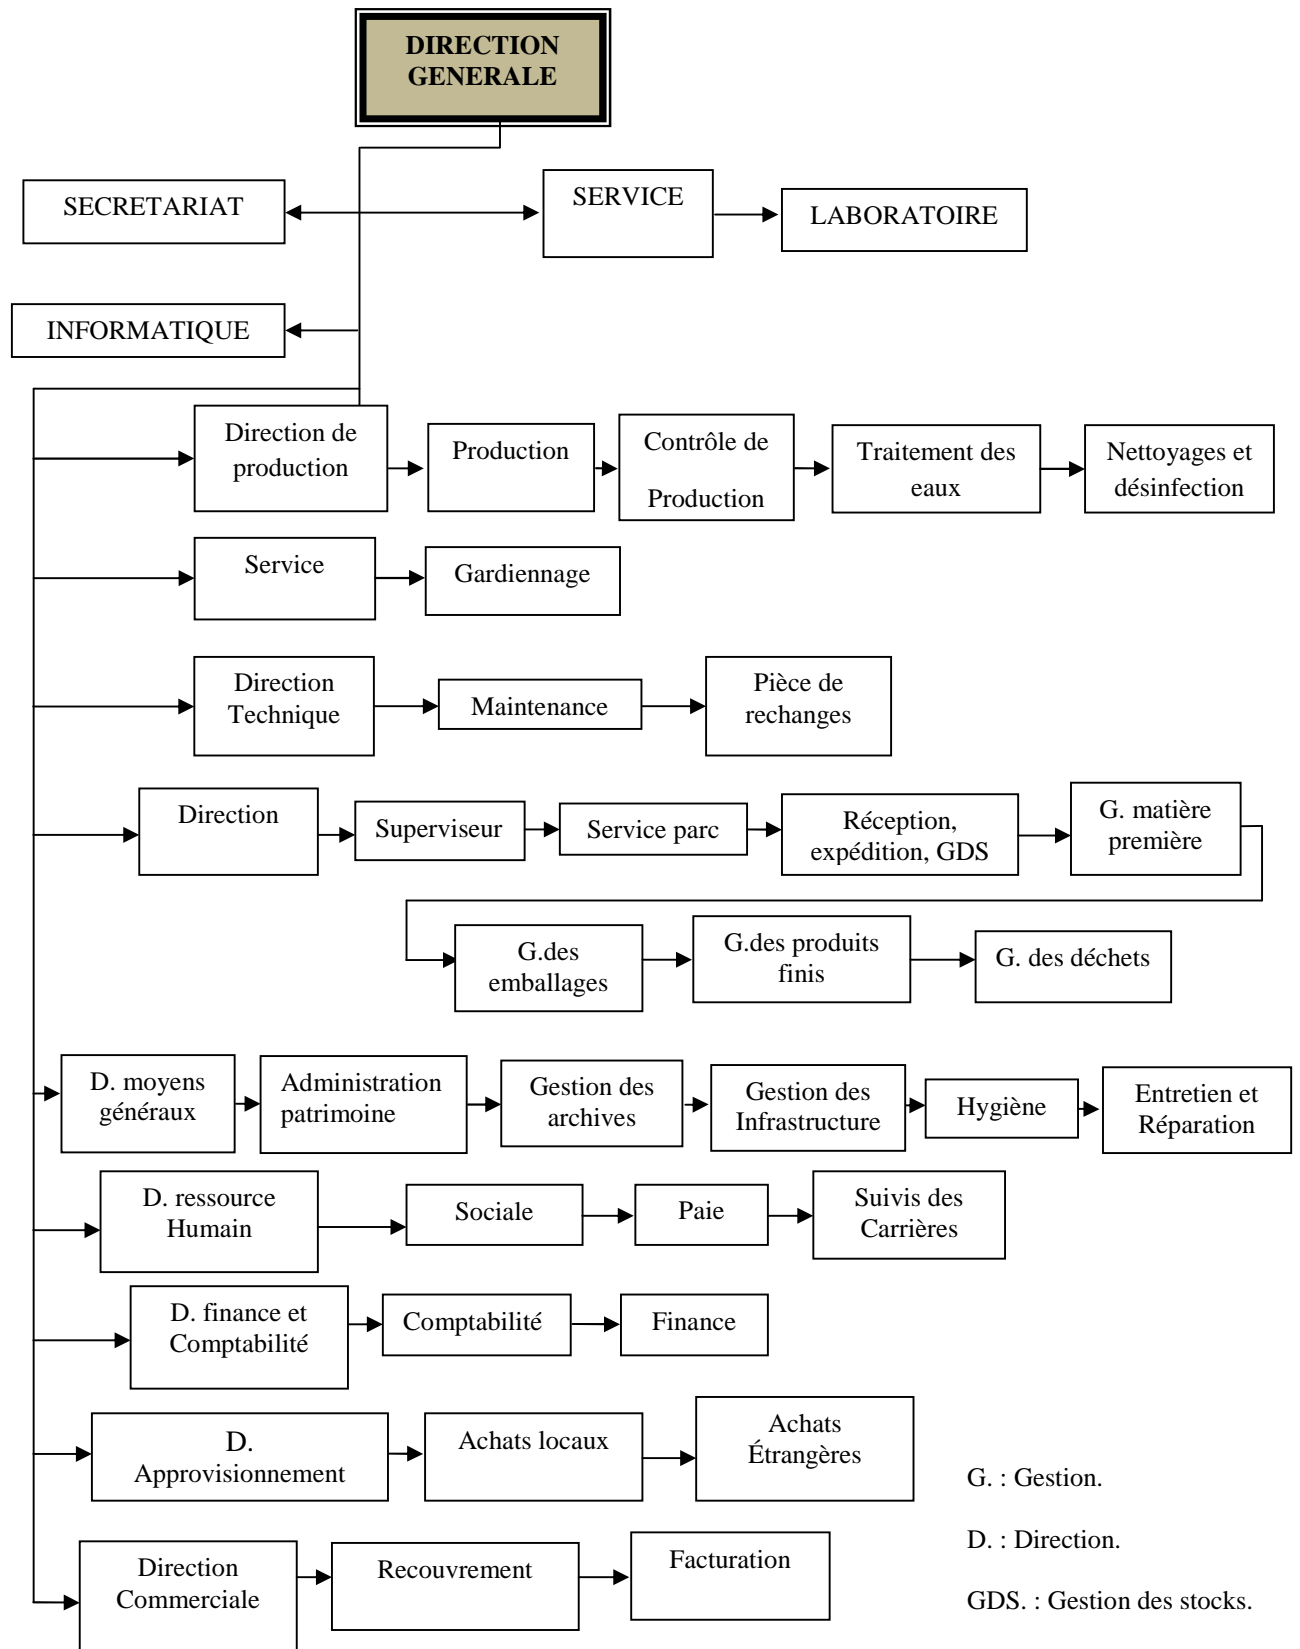 DIRECTION
GENERALE
SECRETARIAT
SERVICE
LABORATOIRE
INFORMATIQUE
Direction de
production
Production
Contrôle de
Production
Traitement des
eaux
Nettoyages et
désinfection
Service
Gardiennage
Direction
Technique
Maintenance
Pièce de
rechanges
Direction
Superviseur
Service parc
Réception,
expédition, GDS
G. matière
première
G.des
emballages
G.des produits
finis
G. des déchets
D. moyens
généraux
Administration
patrimoine
Gestion des
archives
Gestion des
Infrastructure
Hygiène
Entretien et
Réparation
D. ressource
Humain
Sociale
Paie
Suivis des
Carrières
D. finance et
Comptabilité
Comptabilité
Finance
D.
Approvisionnement
Achats locaux
Achats
Étrangères
Direction
Commerciale
Recouvrement
Facturation
G. : Gestion.
D. : Direction.
GDS. : Gestion des stocks.